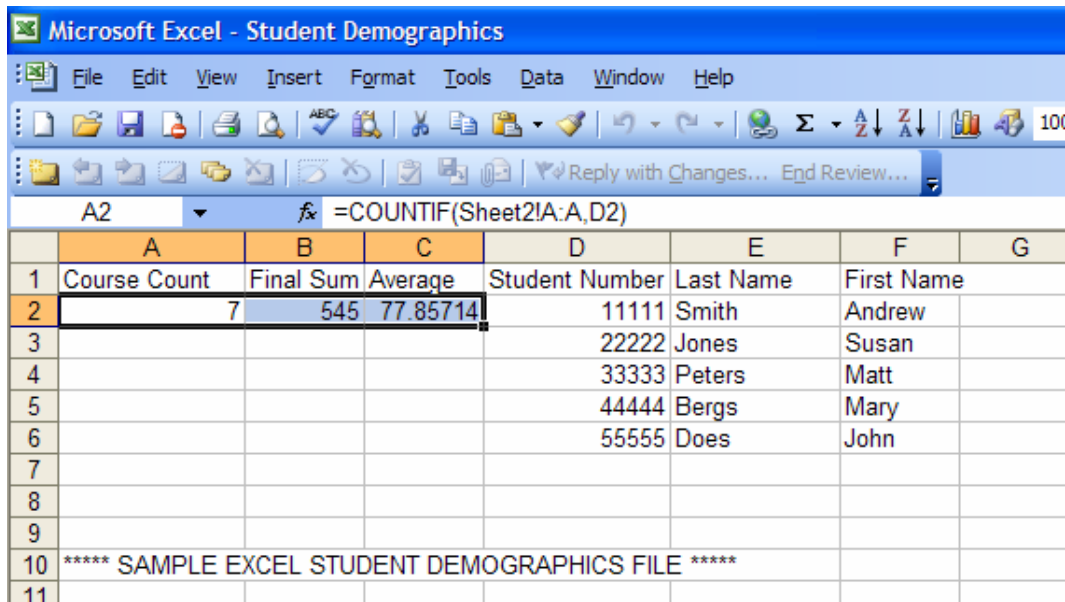 Microsoft Excel - Student Demographics
File Edit View Insert Format Tools Data Window Help
ABC Σ A Z Z A 100
Reply with Changes... End Review...
A2 fx =COUNTIF(Sheet2!A:A,D2)
A B C D E F G
1 Course Count Final Sum Average Student Number Last Name First Name
2 7 545 77.85714 11111 Smith Andrew
3 22222 Jones Susan
4 33333 Peters Matt
5 44444 Bergs Mary
6 55555 Does John
7
8
9
10 ***** SAMPLE EXCEL STUDENT DEMOGRAPHICS FILE *****
11